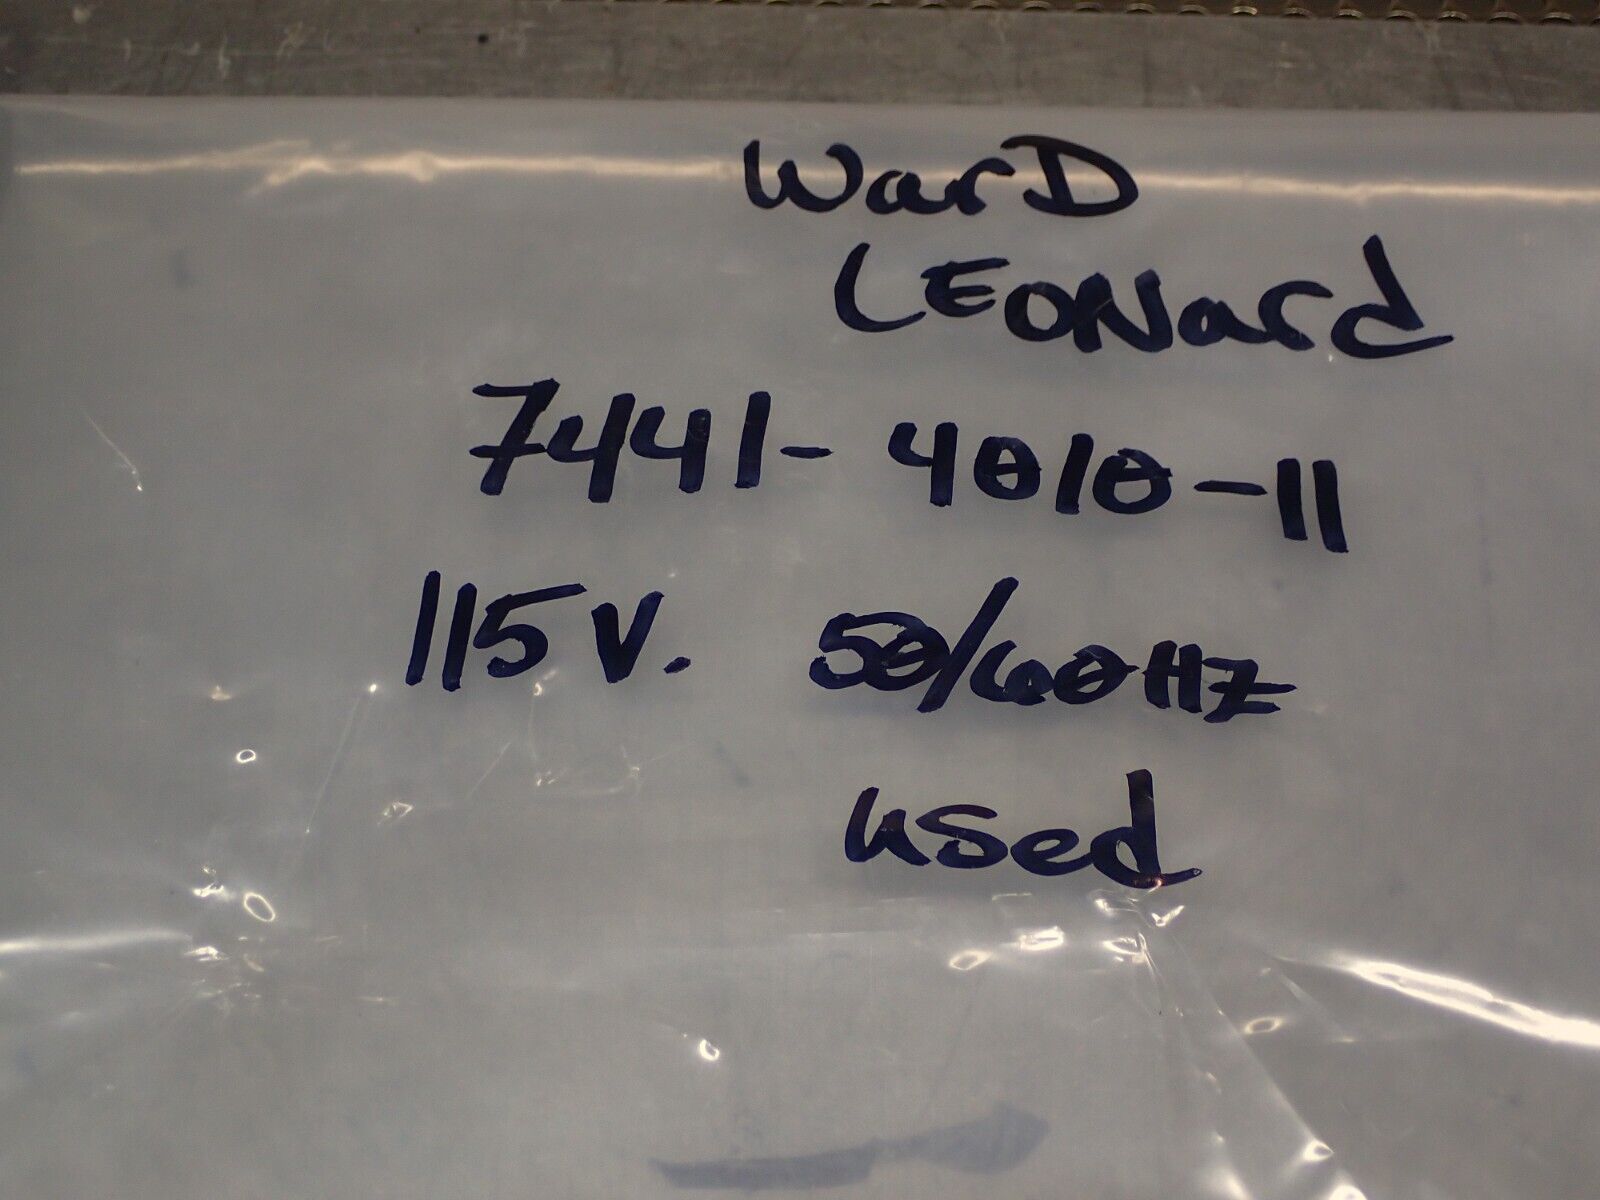 WarD
LEONard
7441-4010-11
115V. 50/60HZ
used